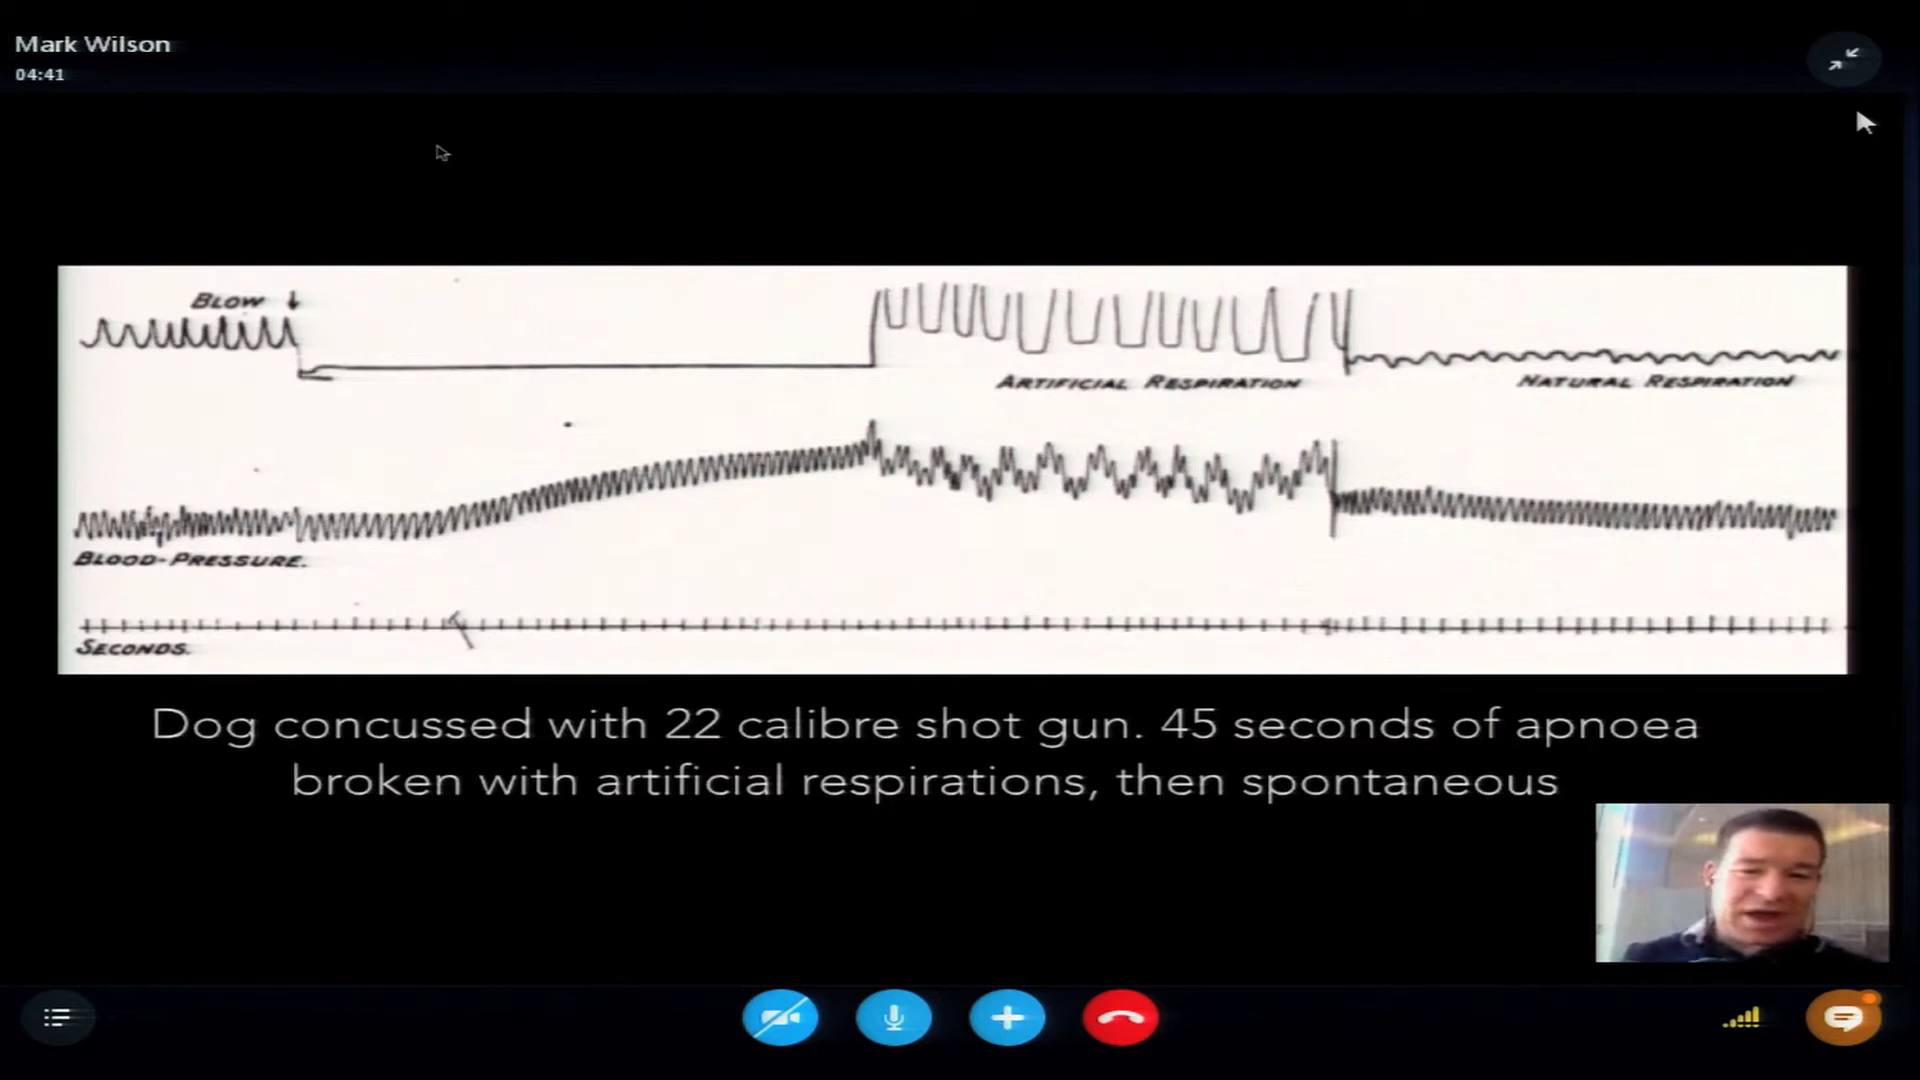 Mark Wilson
04:41
BLOW
ARTIFICIAL RESPIRATION
NATURAL RESPIRATION
BLOOD-PRESSURE.
SECONDS.
Dog concussed with 22 calibre shot gun. 45 seconds of apnoea
broken with artificial respirations, then spontaneous